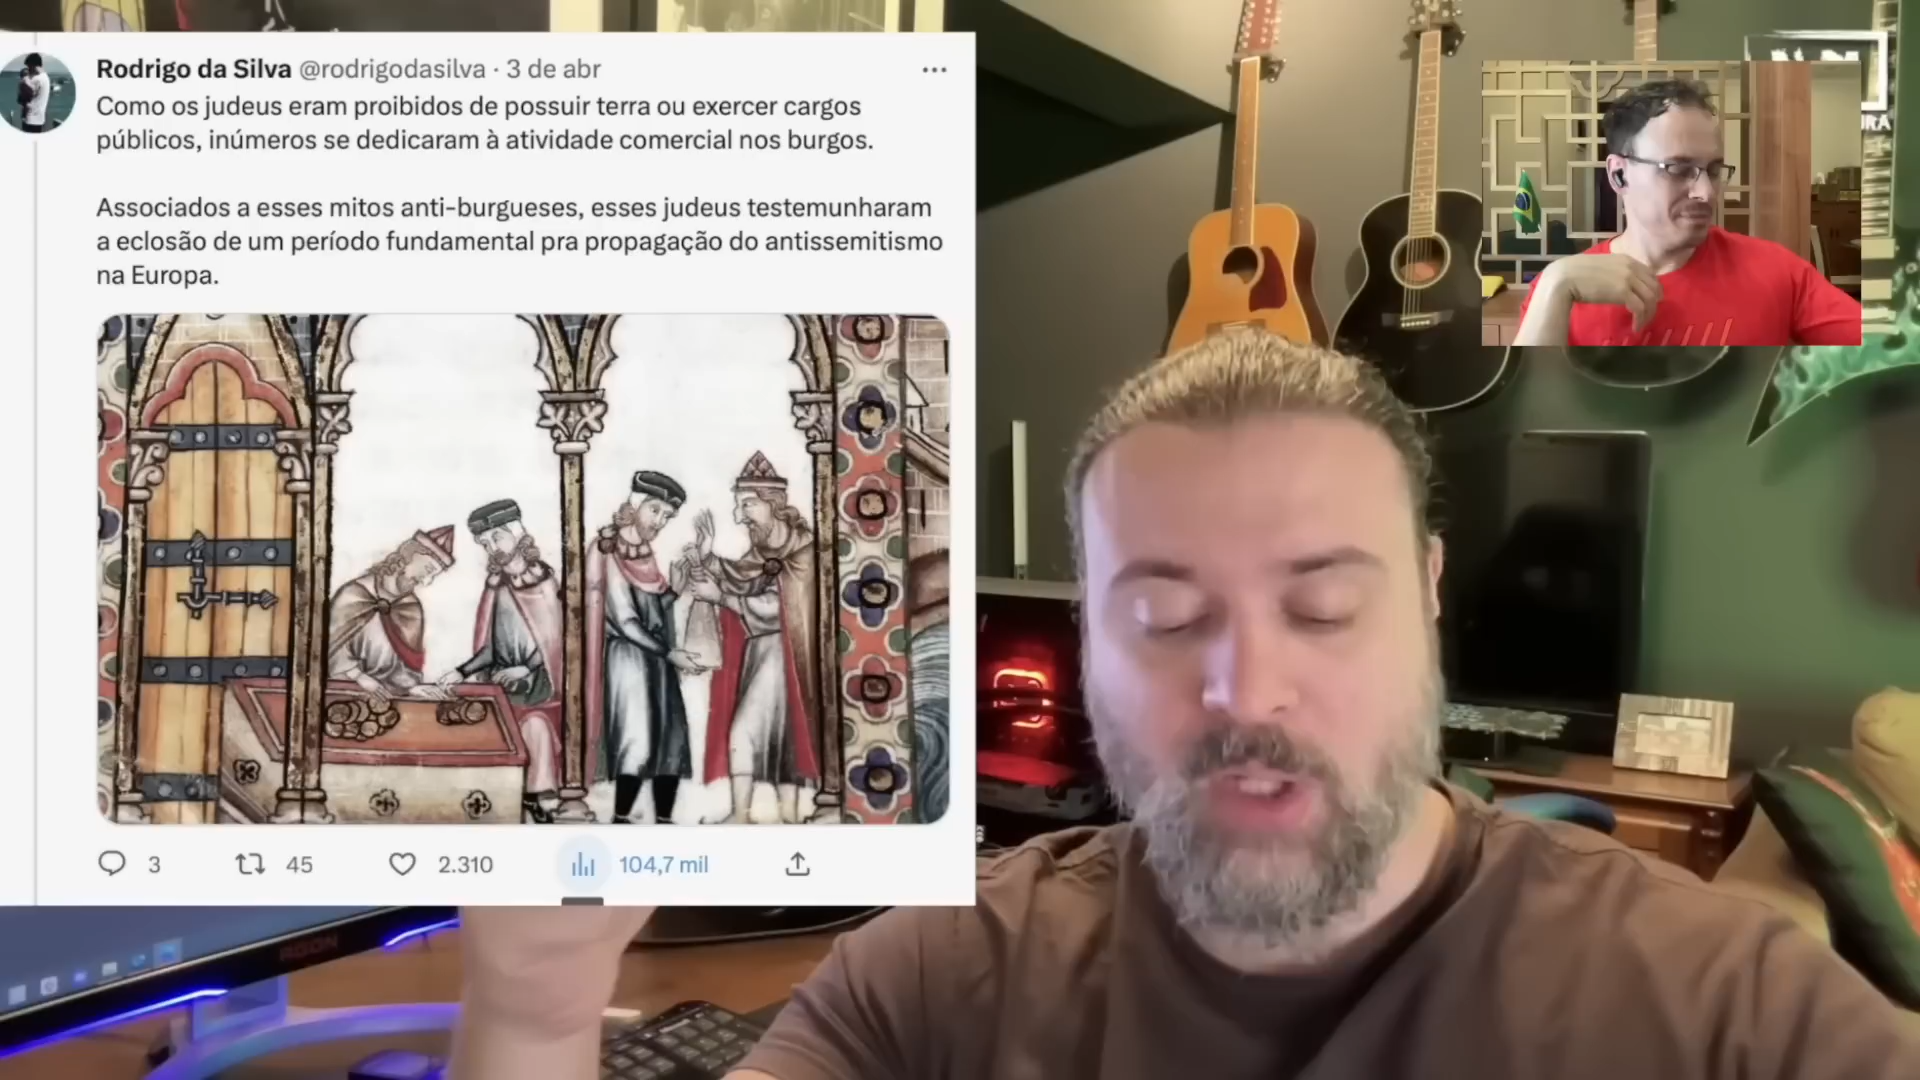 Rodrigo da Silva @rodrigodasilva · 3 de abr
Como os judeus eram proibidos de possuir terra ou exercer cargos
públicos, inúmeros se dedicaram à atividade comercial nos burgos.
Associados a esses mitos anti-burgueses, esses judeus testemunharam
a eclosão de um período fundamental pra propagação do antissemitismo
na Europa.
3 45 2.310 104,7 mil